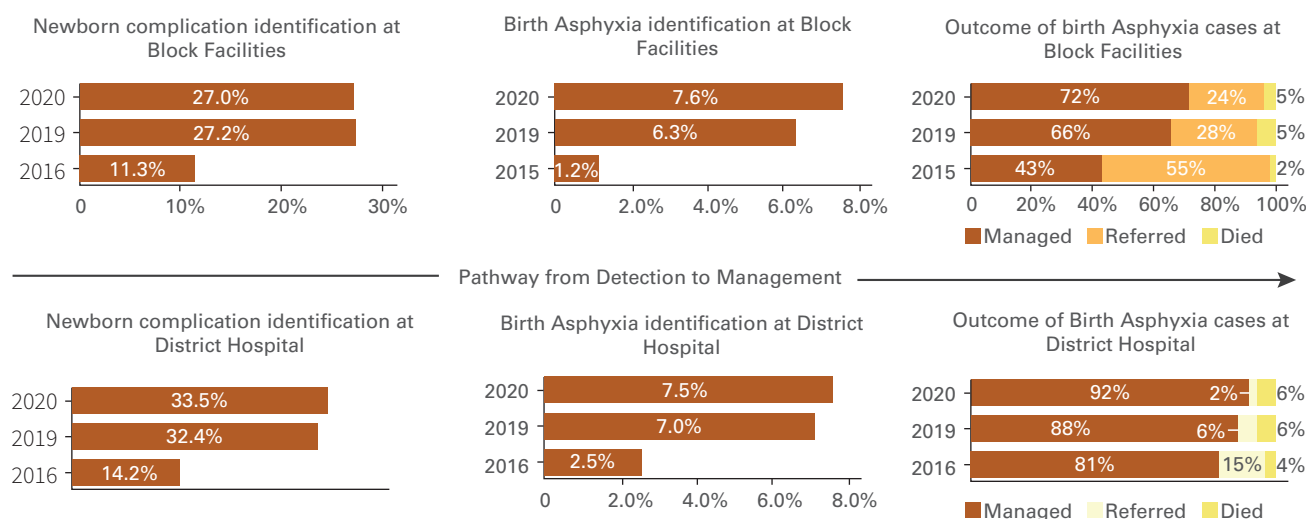 Newborn complication identification at
Block Facilities
2020 27.0%
2019 27.2%
2016 11.3%
0 10% 20% 30%
Birth Asphyxia identification at Block
Facilities
2020 7.6%
2019 6.3%
2015 1.2%
0 2.0% 4.0% 6.0% 8.0%
Outcome of birth Asphyxia cases at
Block Facilities
2020 72% 24% 5%
2019 66% 28% 5%
2015 43% 55% 2%
0 20% 40% 60% 80% 100%
Managed Referred Died
Pathway from Detection to Management
Newborn complication identification at
District Hospital
2020 33.5%
2019 32.4%
2016 14.2%
Birth Asphyxia identification at District
Hospital
2020 7.5%
2019 7.0%
2016 2.5%
0 2.0% 4.0% 6.0% 8.0%
Outcome of Birth Asphyxia cases at
District Hospital
2020 92% 2% 6%
2019 88% 6% 6%
2016 81% 15% 4%
Managed Referred Died